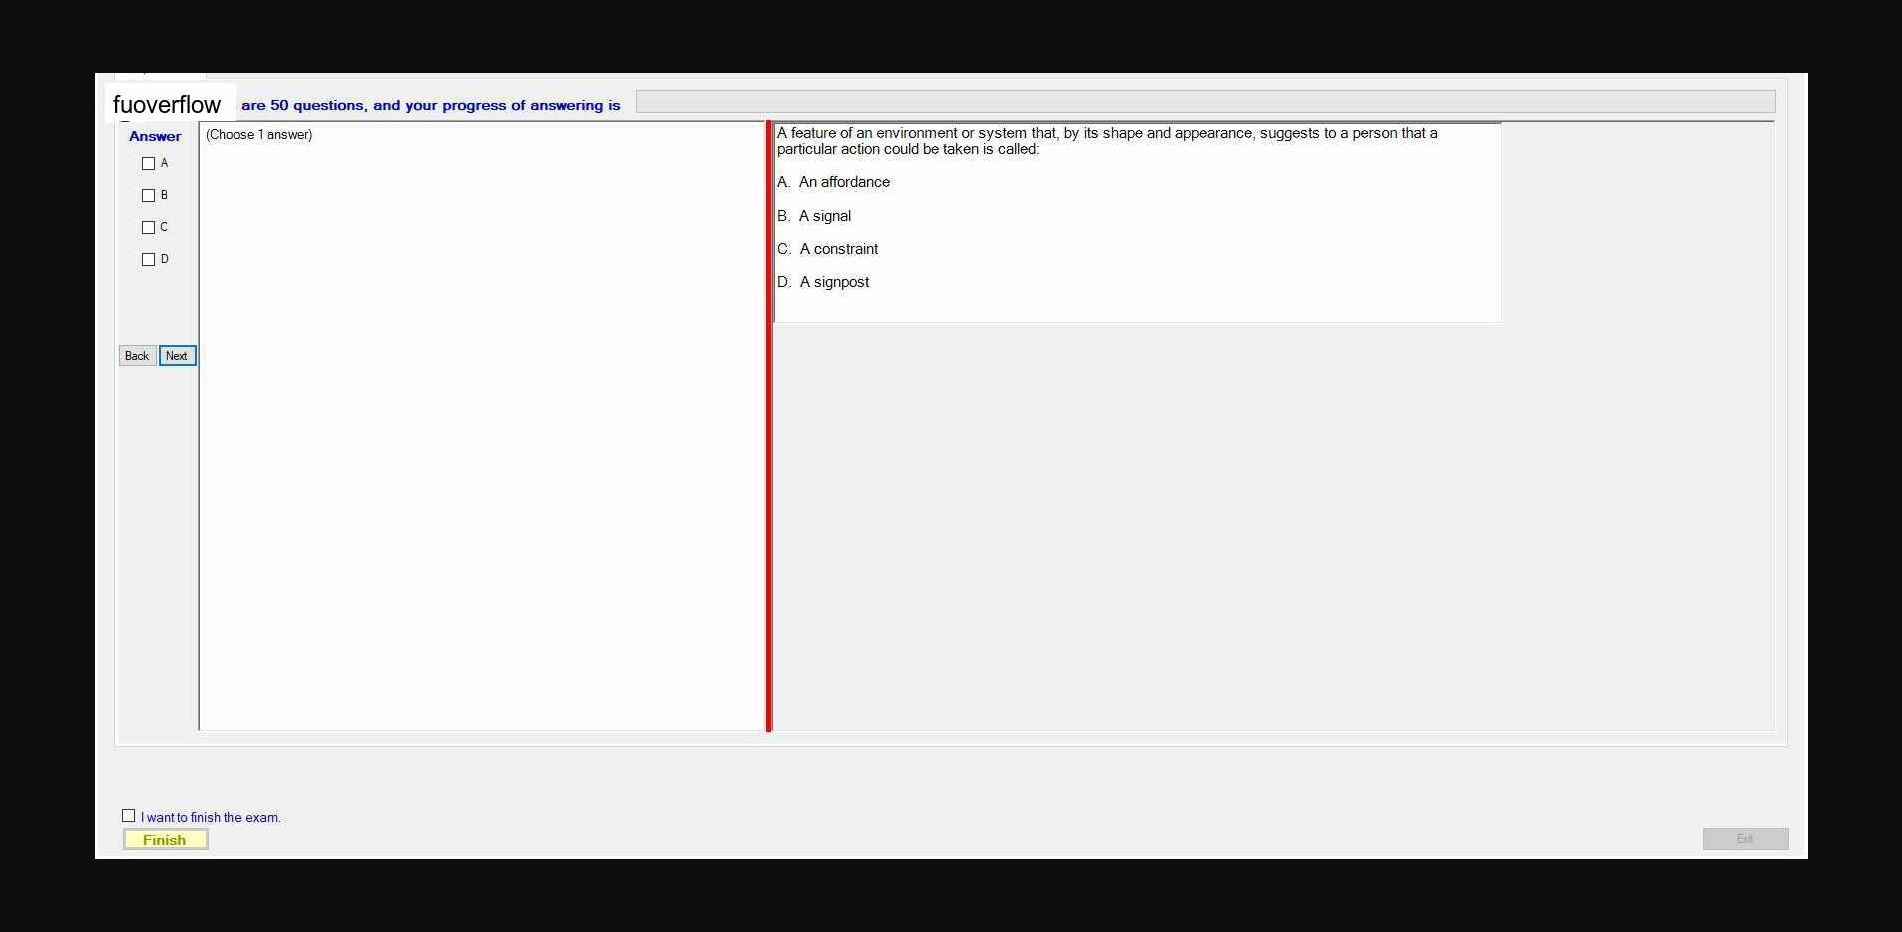 fuoverflow are 50 questions, and your progress of answering is
Answer
(Choose 1 answer)
A
B
C
D
Back Next
A feature of an environment or system that, by its shape and appearance, suggests to a person that a
particular action could be taken is called:
A. An affordance
B. A signal
C. A constraint
D. A signpost
I want to finish the exam.
Finish
Exit